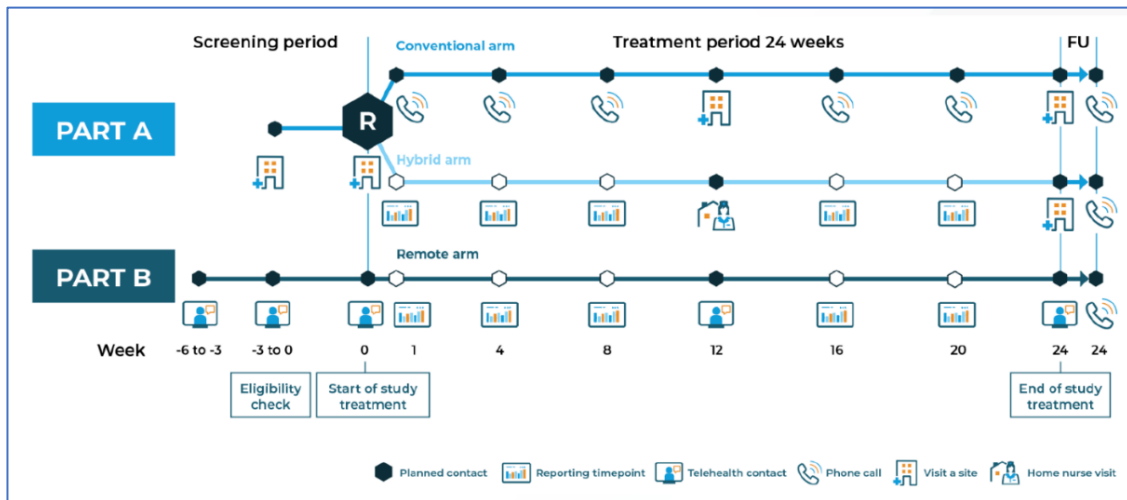 Screening period
Conventional arm
Treatment period 24 weeks
FU
PART A
R
Hybrid arm
PART B
Remote arm
Week
-6 to -3
-3 to 0
0
1
4
8
12
16
20
24
24
Eligibility
check
Start of study
treatment
End of study
treatment
Planned contact
Reporting timepoint
Telehealth contact
Phone call
Visit a site
Home nurse visit